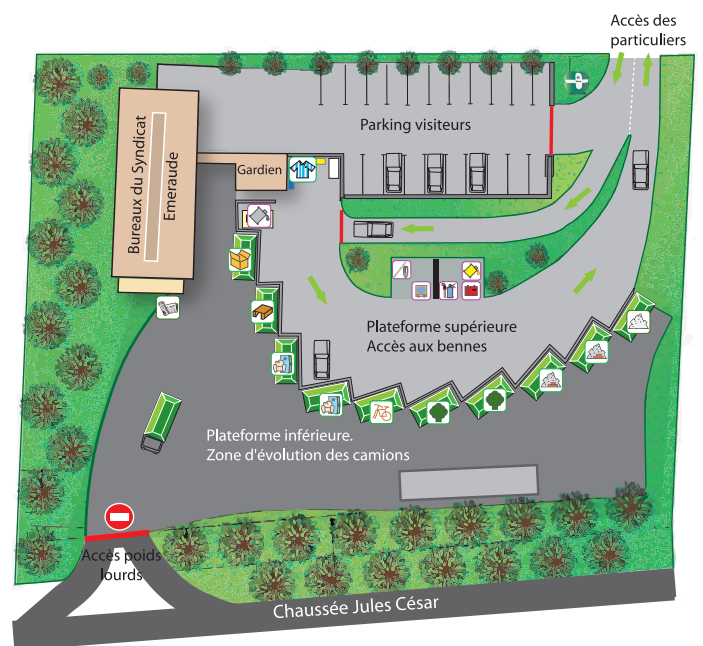 Accès des
particuliers
Parking visiteurs
Gardien
Bureaux du Syndicat
Emeraude
Plateforme supérieure
Accès aux bennes
Plateforme inférieure.
Zone d'évolution des camions
Accès poids
lourds
Chaussée Jules César